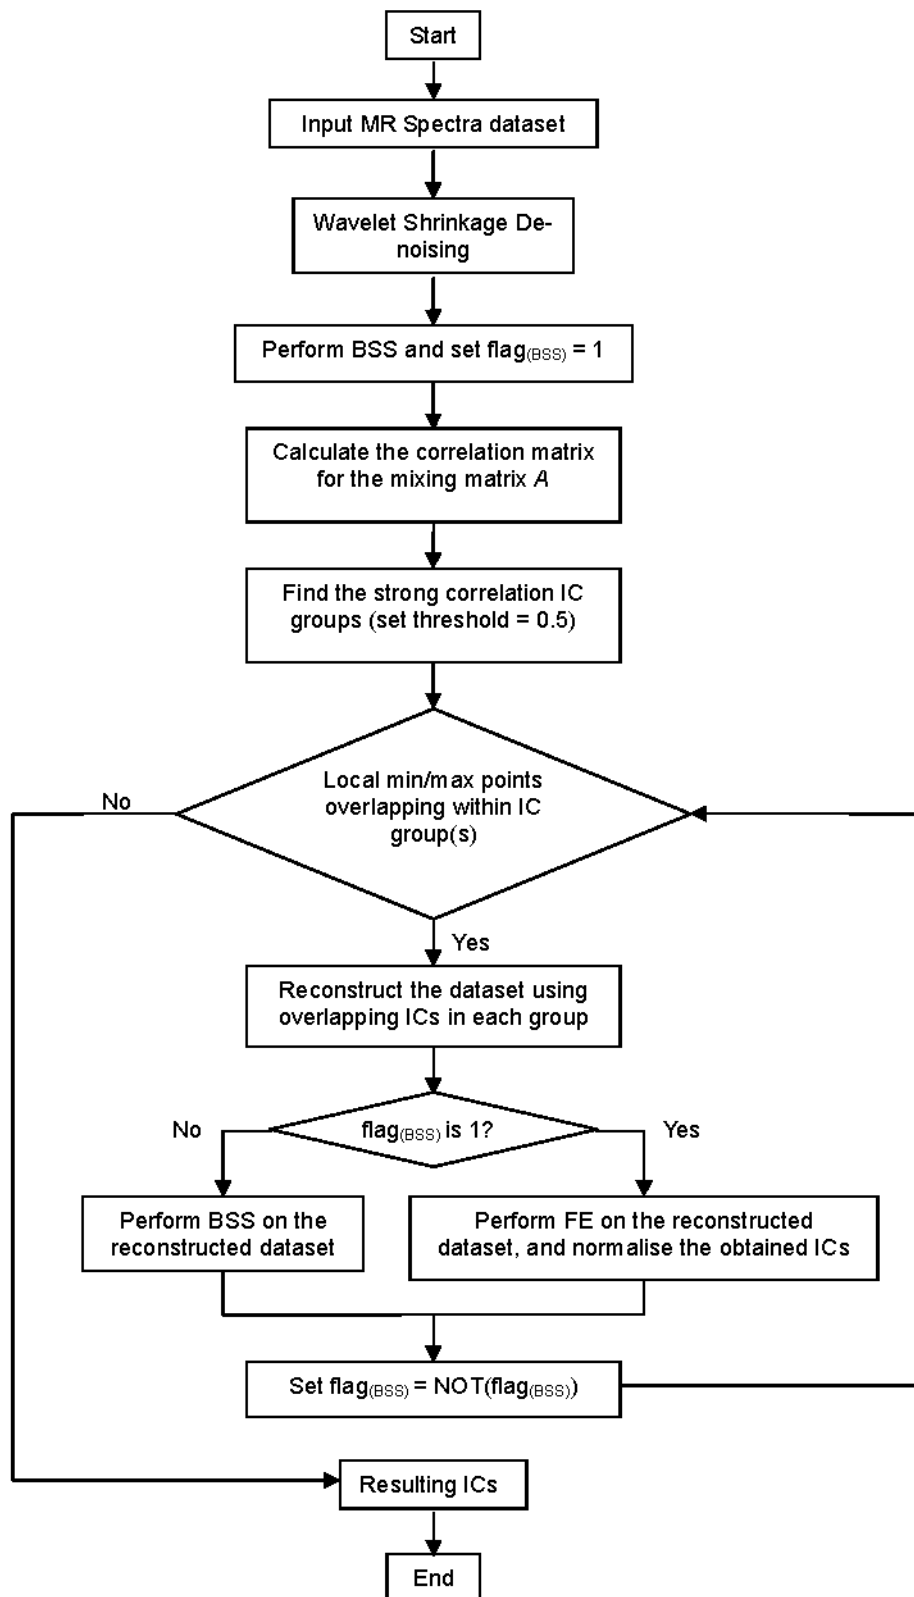 Start
Input MR Spectra dataset
Wavelet Shrinkage De-
noising
Perform BSS and set flag(BSS) = 1
Calculate the correlation matrix
for the mixing matrix A
Find the strong correlation IC
groups (set threshold = 0.5)
Local min/max points
overlapping within IC
group(s)
No
Yes
Reconstruct the dataset using
overlapping ICs in each group
flag(BSS) is 1?
No
Yes
Perform BSS on the
reconstructed dataset
Perform FE on the reconstructed
dataset, and normalise the obtained ICs
Set flag(BSS) = NOT(flag(BSS))
Resulting ICs
End